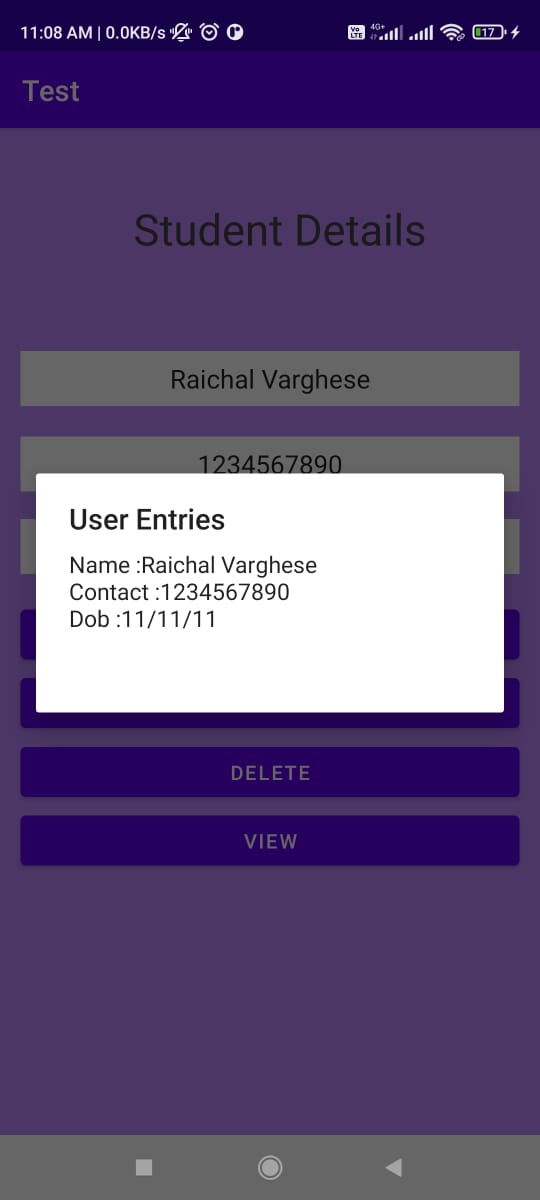 11:08 AM | 0.0KB/s
Vo LTE 4G+ 17
Test
Student Details
Raichal Varghese
1234567890
User Entries
Name :Raichal Varghese
Contact :1234567890
Dob :11/11/11
DELETE
VIEW